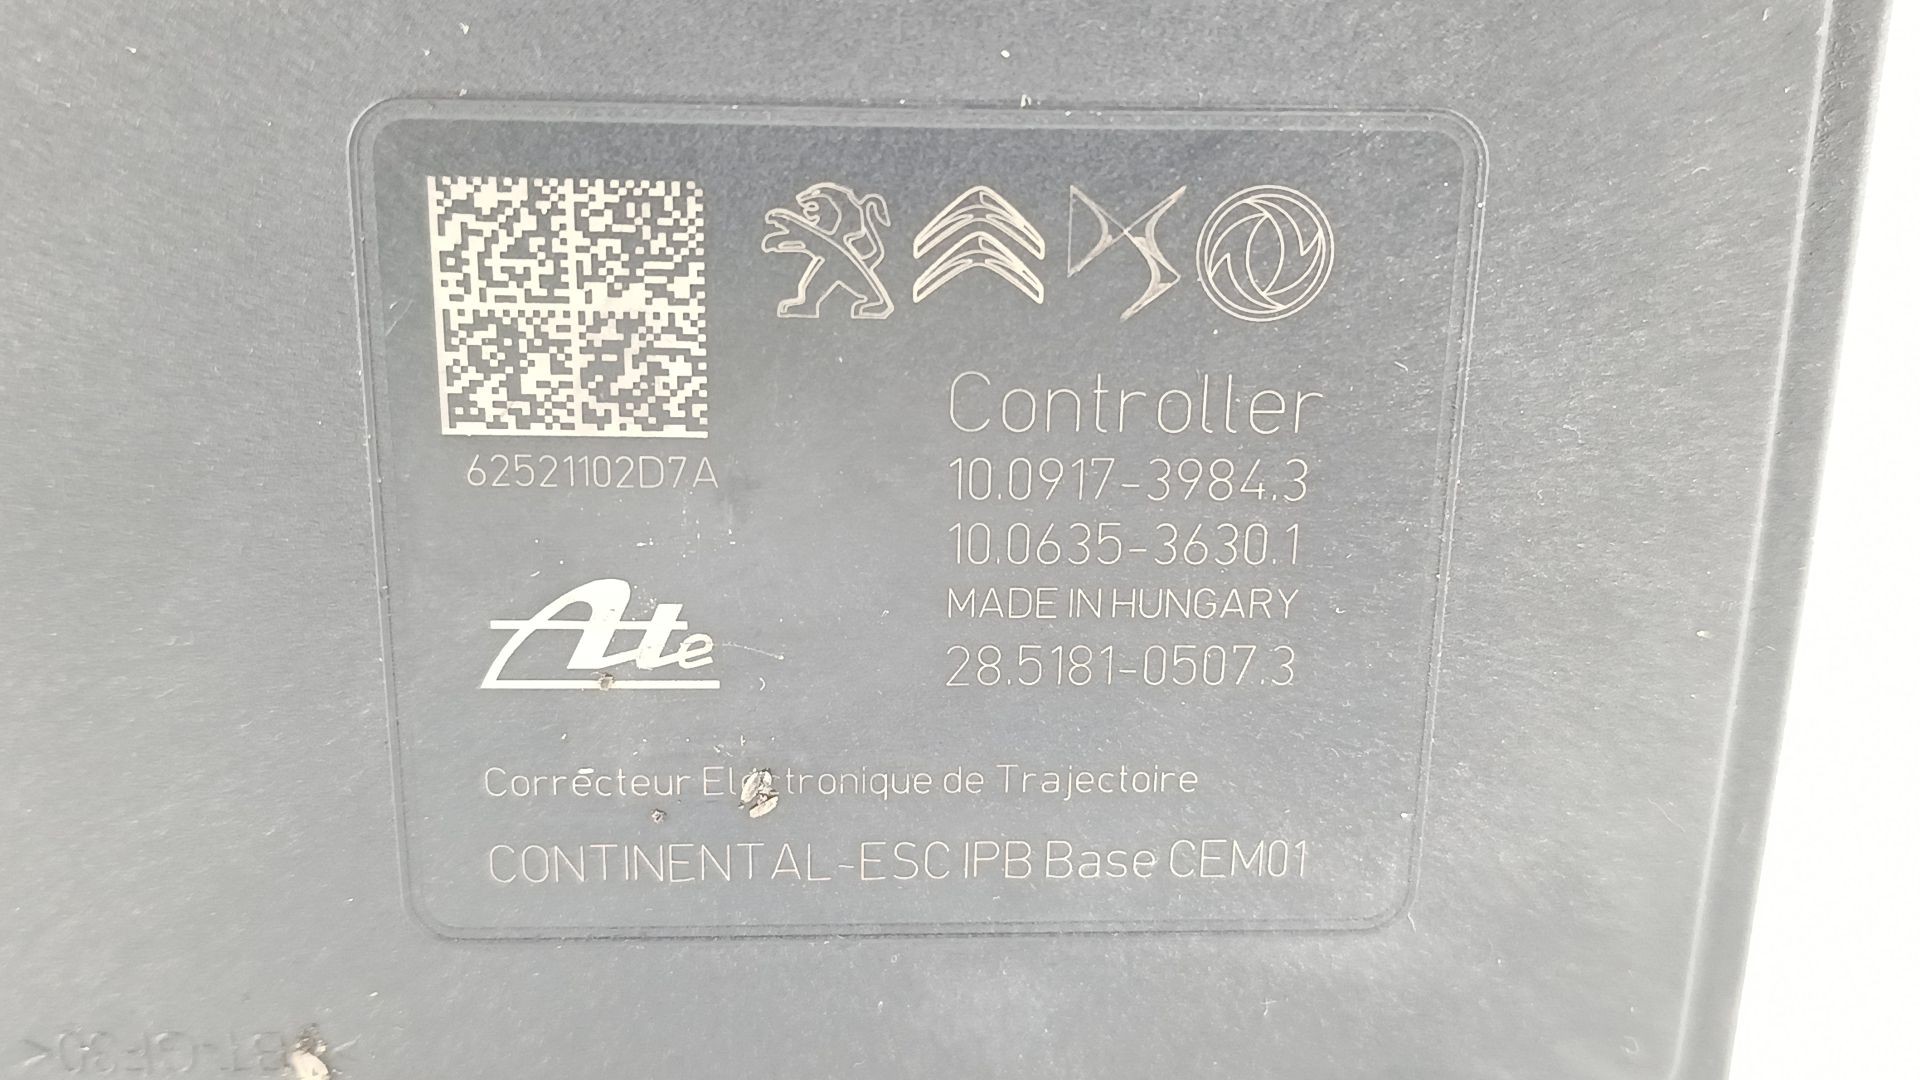 Controller
62521102D7A
10.0917-3984.3
10.0635-3630.1
MADE IN HUNGARY
28.5181-0507.3
Ate
Correcteur Electronique de Trajectoire
CONTINENTAL-ESC IPB Base CEM01